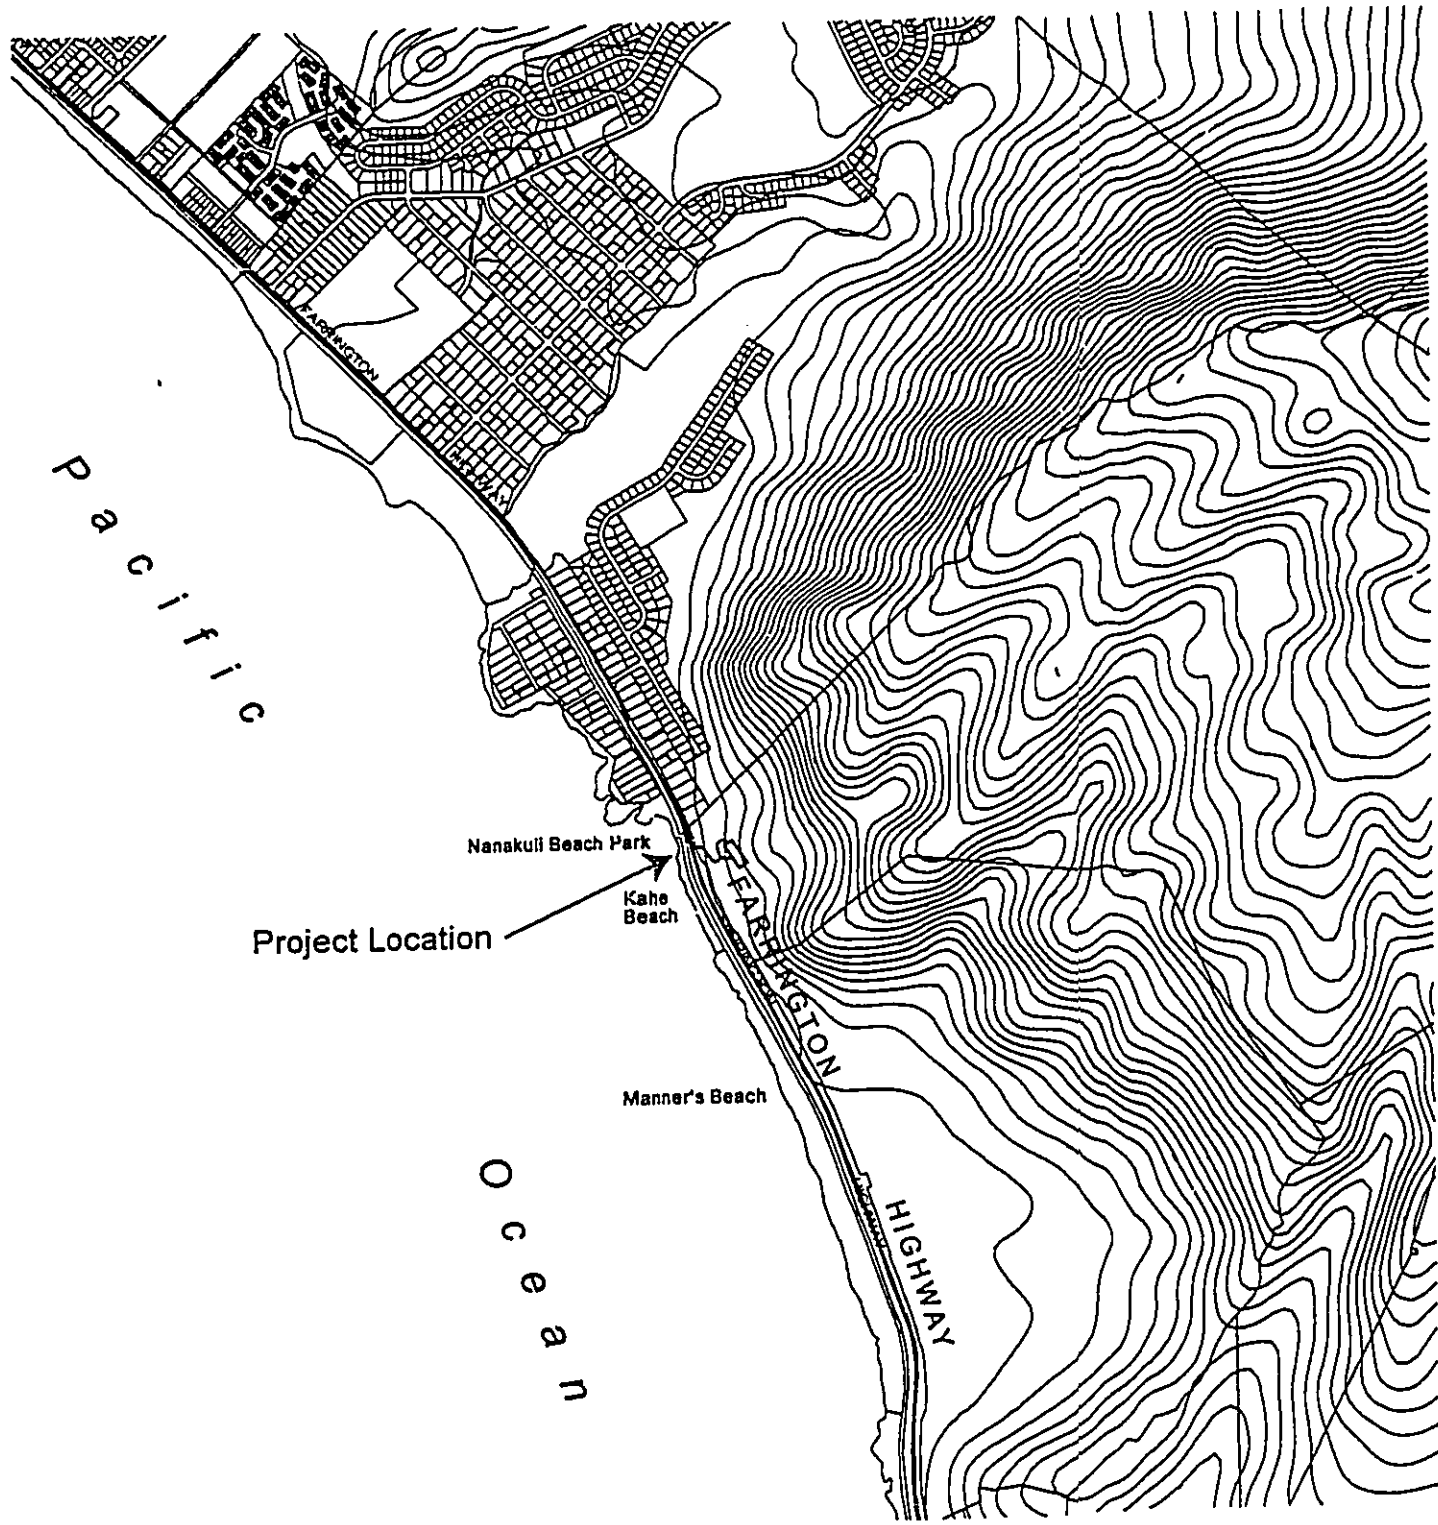 FARRINGTON
HIGHWAY
Pacific
Nanakuli Beach Park
Kahe
Beach
Project Location
FARRINGTON
Manner's Beach
HIGHWAY
Ocean